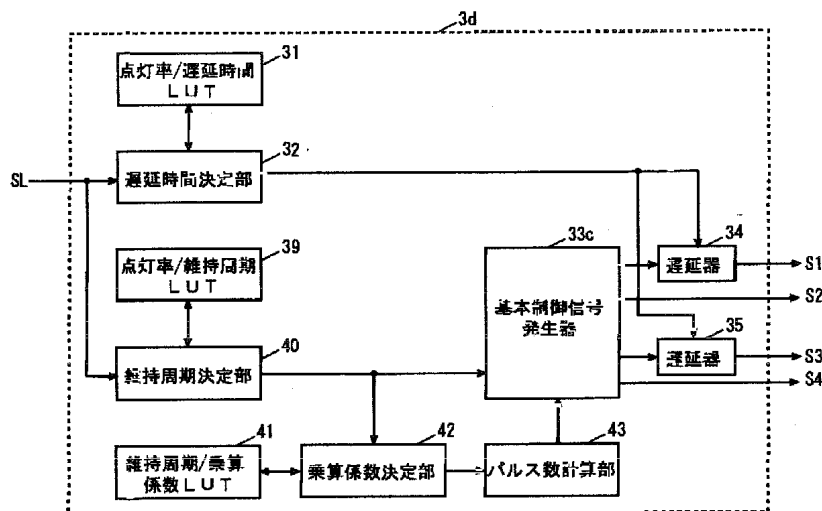 3d
31
点灯率/遅延時間
LUT
32
SL
遅延時間決定部
39
点灯率/維持周期
LUT
33c
基本制御信号
発生器
34
遅延器
S1
S2
35
遅延器
S3
S4
40
維持周期決定部
41
維持周期/乗算
係数LUT
42
乗算係数決定部
43
パルス数計算部